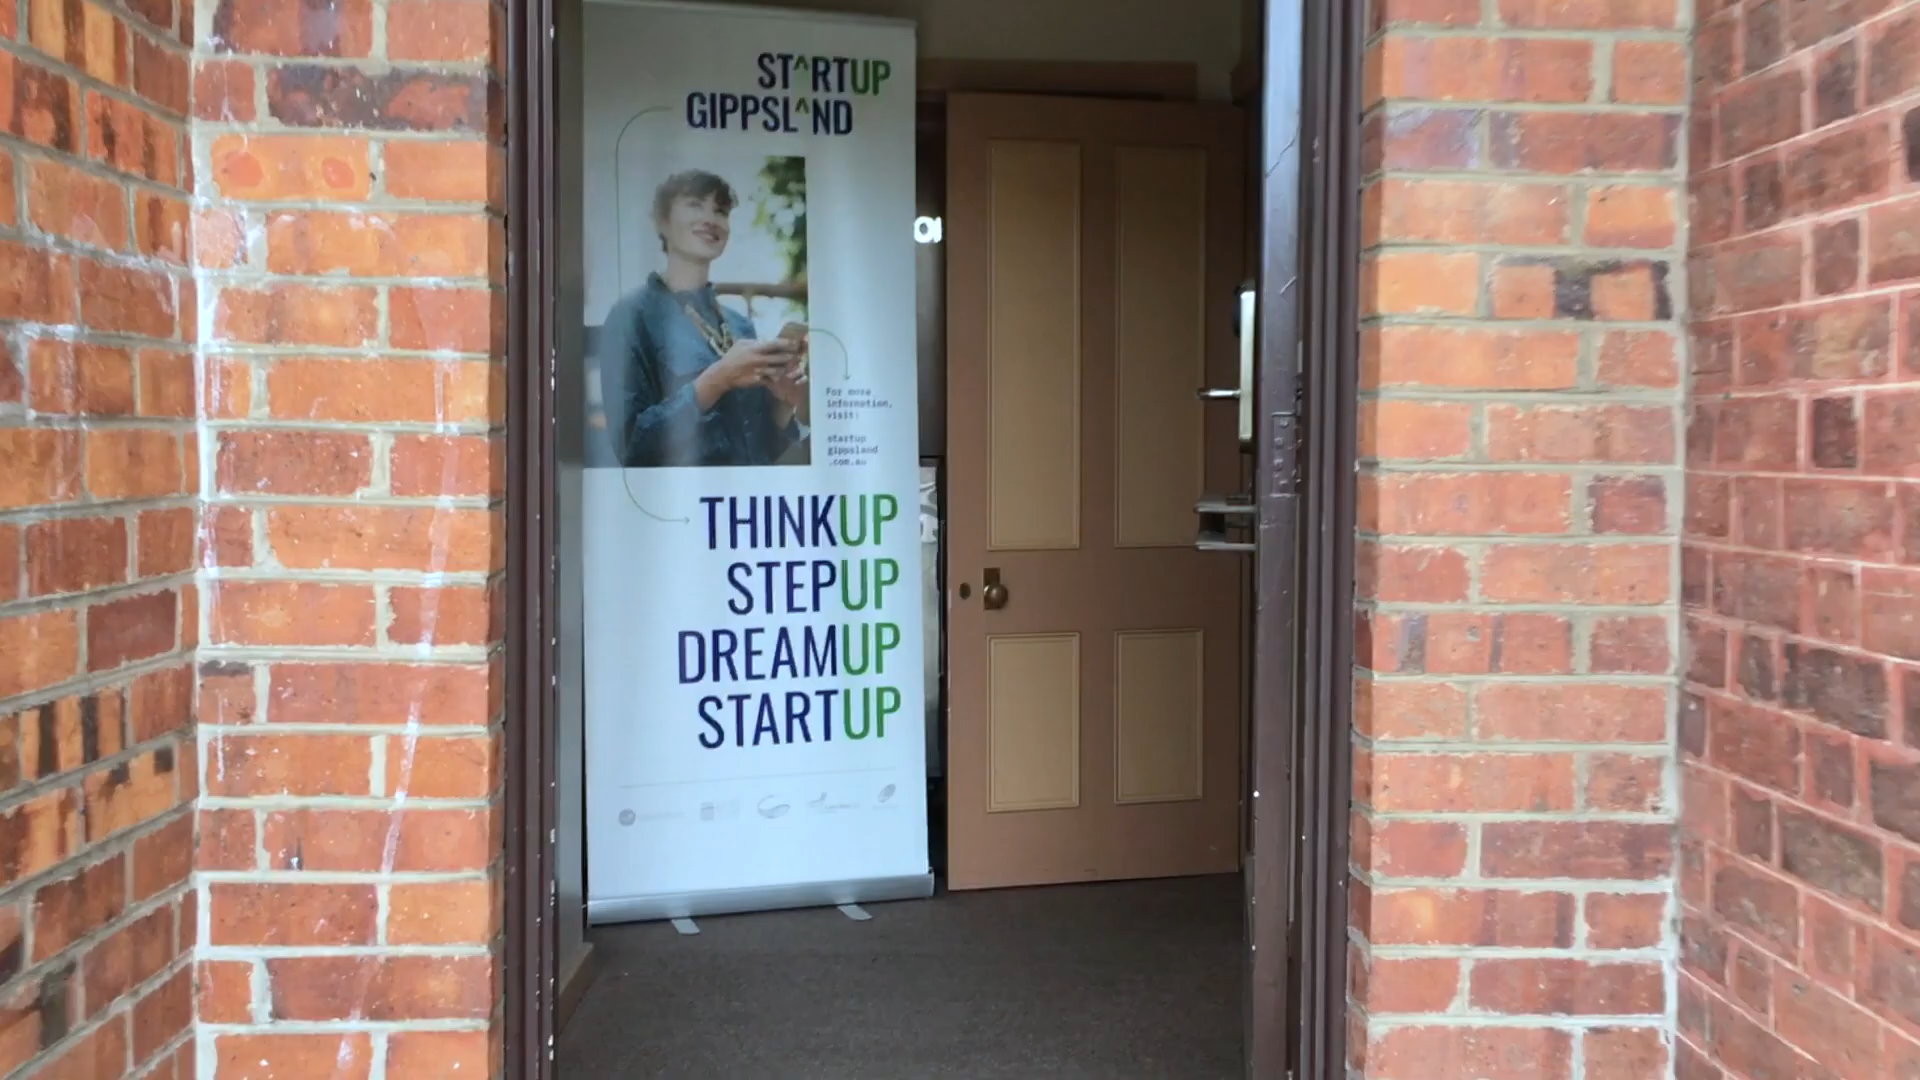 ST^RTUP
GIPPSL^ND
For more
information,
visit:
startup
gippsland
.com.au
THINKUP
STEPUP
DREAMUP
STARTUP